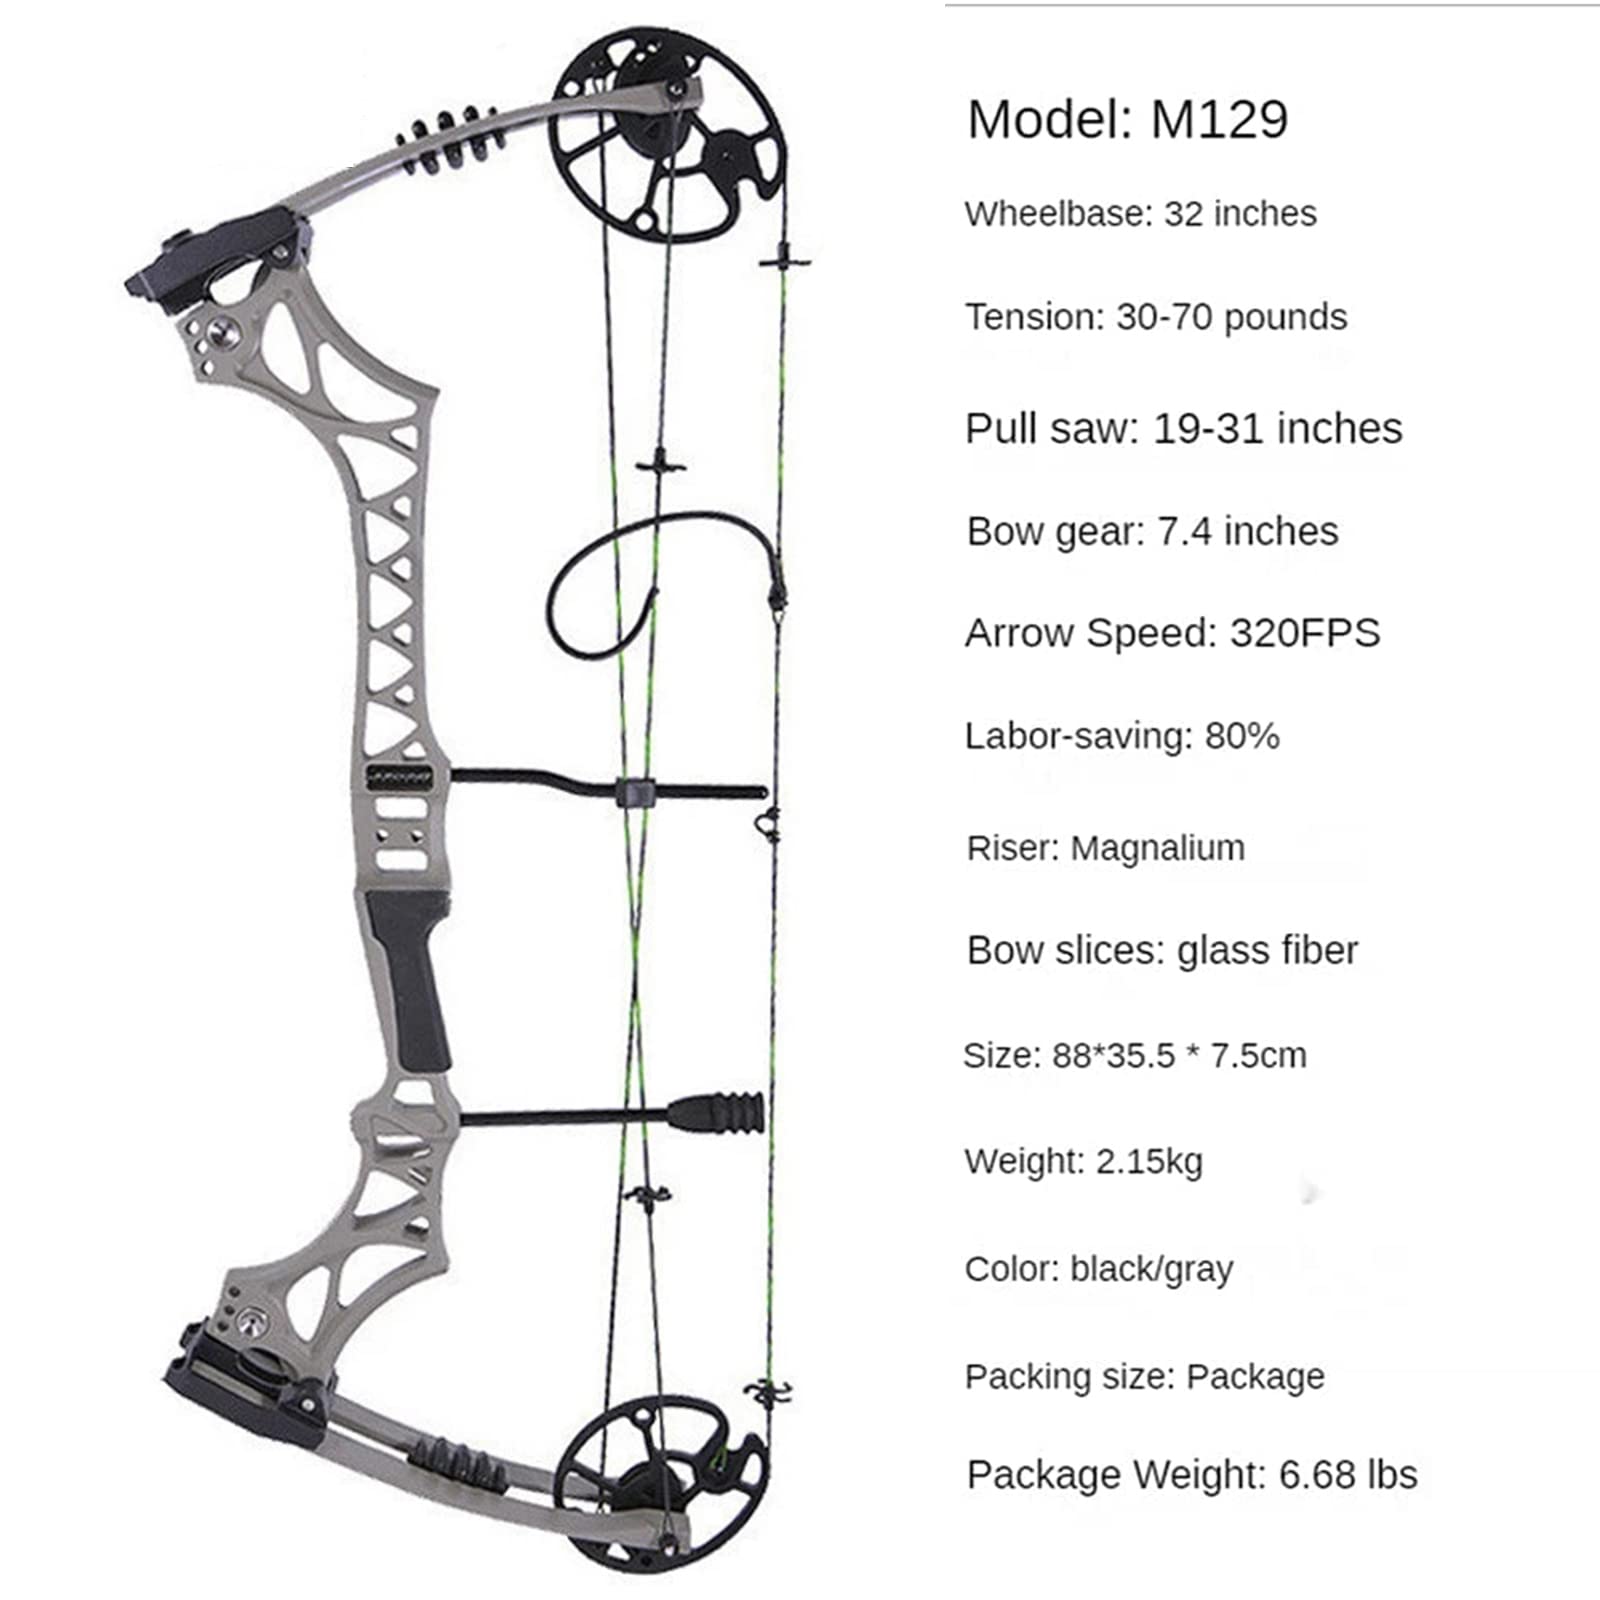 Model: M129
Wheelbase: 32 inches
Tension: 30-70 pounds
Pull saw: 19-31 inches
Bow gear: 7.4 inches
Arrow Speed: 320FPS
Labor-saving: 80%
Riser: Magnalium
Bow slices: glass fiber
Size: 88*35.5 * 7.5cm
Weight: 2.15kg
Color: black/gray
Packing size: Package
Package Weight: 6.68 lbs